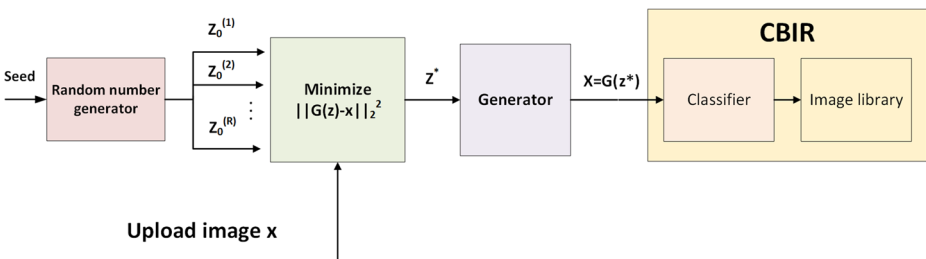 Seed
Random number
generator
Z₀⁽¹⁾
Z₀⁽²⁾
⋮
Z₀⁽ᴿ⁾
Minimize
||G(z)-x||₂²
Upload image x
Z*
Generator
X=G(z*)
CBIR
Classifier
Image library